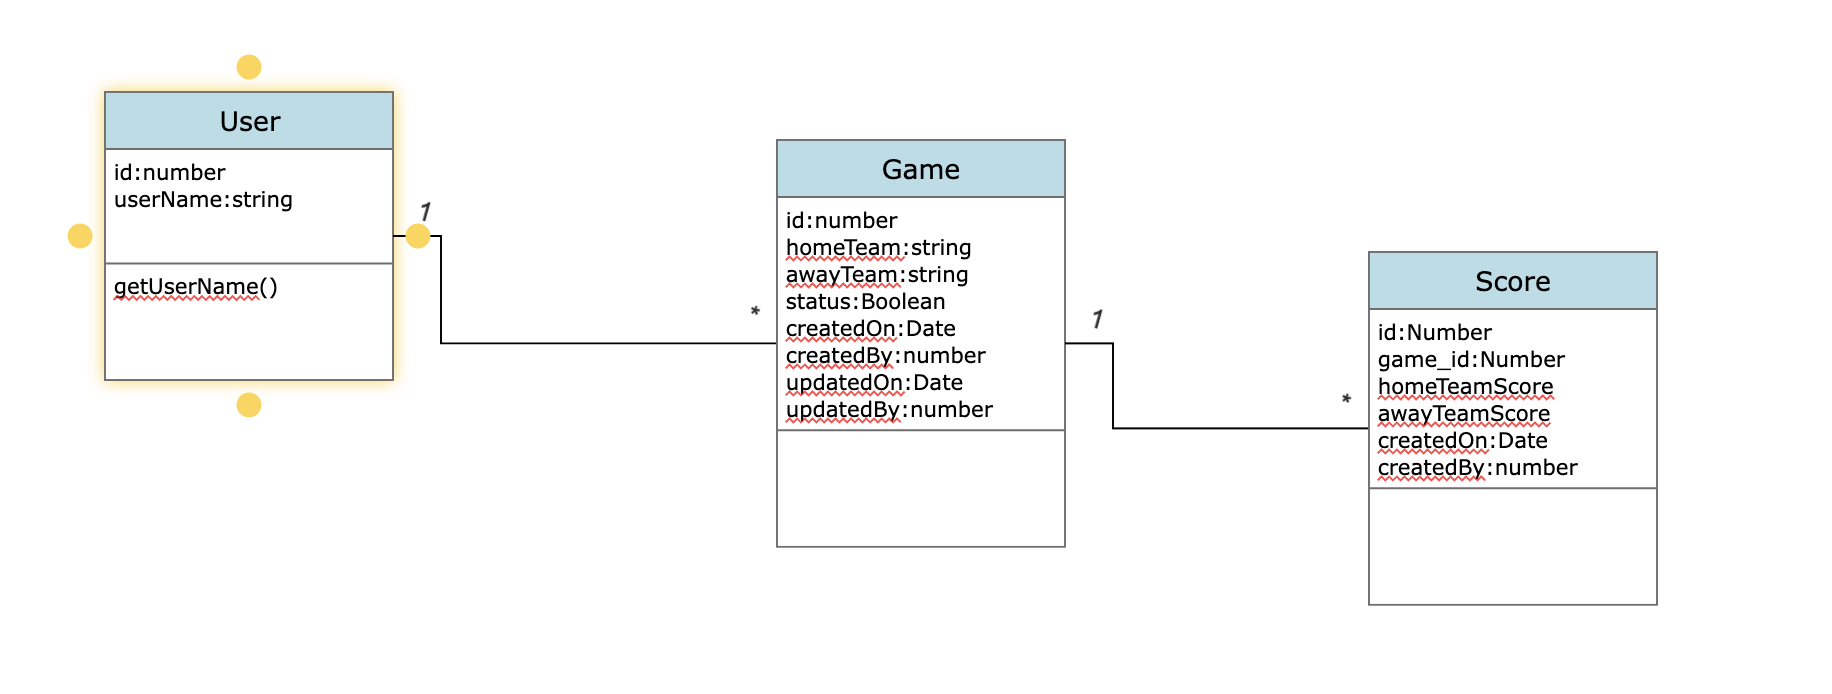 User
id:number
userName:string
getUserName()
1
*
Game
id:number
homeTeam:string
awayTeam:string
status:Boolean
createdOn:Date
createdBy:number
updatedOn:Date
updatedBy:number
1
*
Score
id:Number
game_id:Number
homeTeamScore
awayTeamScore
createdOn:Date
createdBy:number